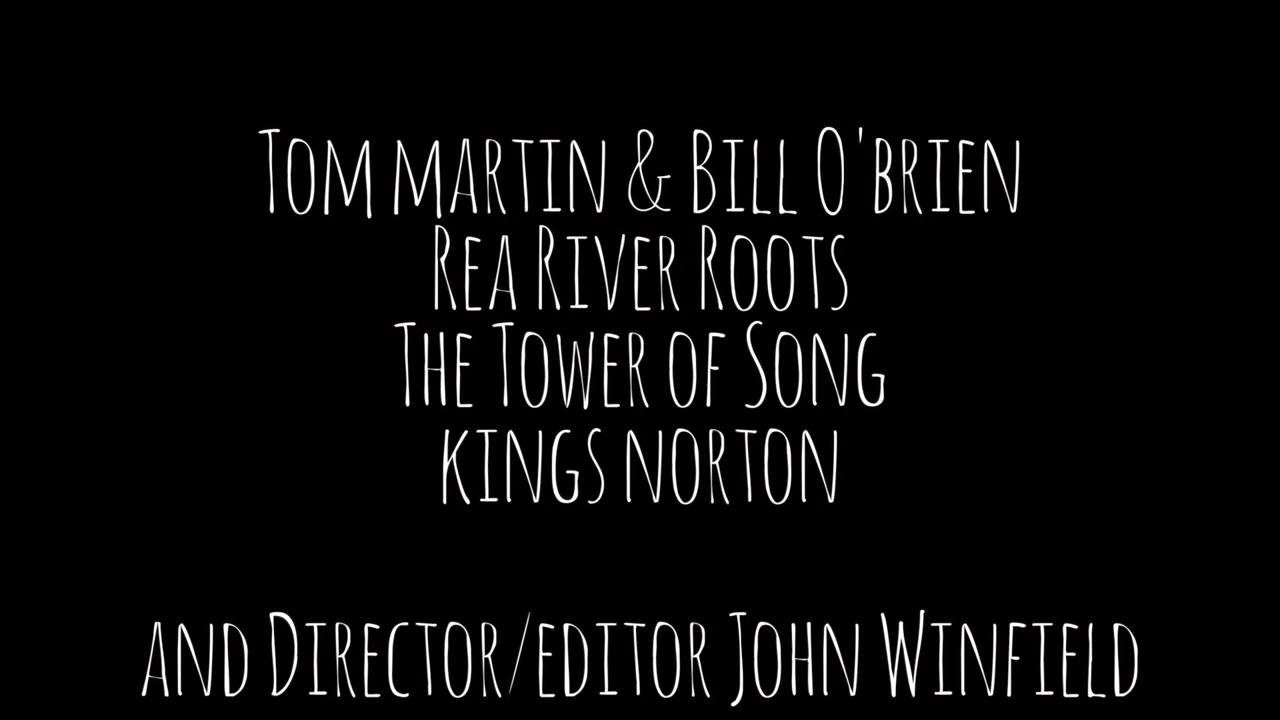 Tom martin & Bill O'brien
Rea River Roots
The Tower of Song
kings norton
and Director/editor John Winfield